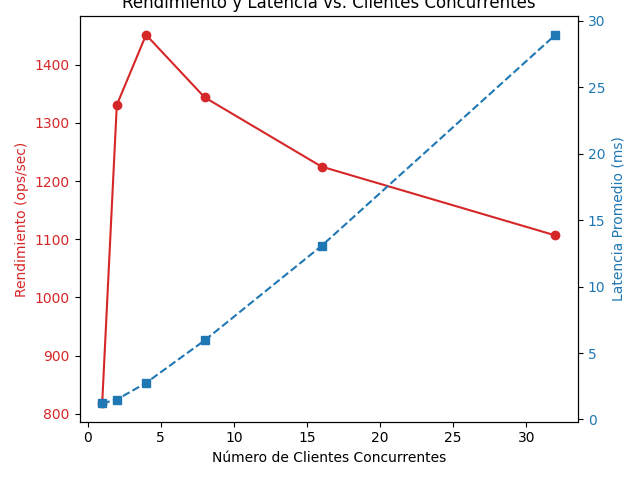 Rendimiento y Latencia vs. Clientes Concurrentes
Rendimiento (ops/sec)
1400
1300
1200
1100
1000
900
800
0 5 10 15 20 25 30
Número de Clientes Concurrentes
30
25
20
15
10
5
0
Latencia Promedio (ms)